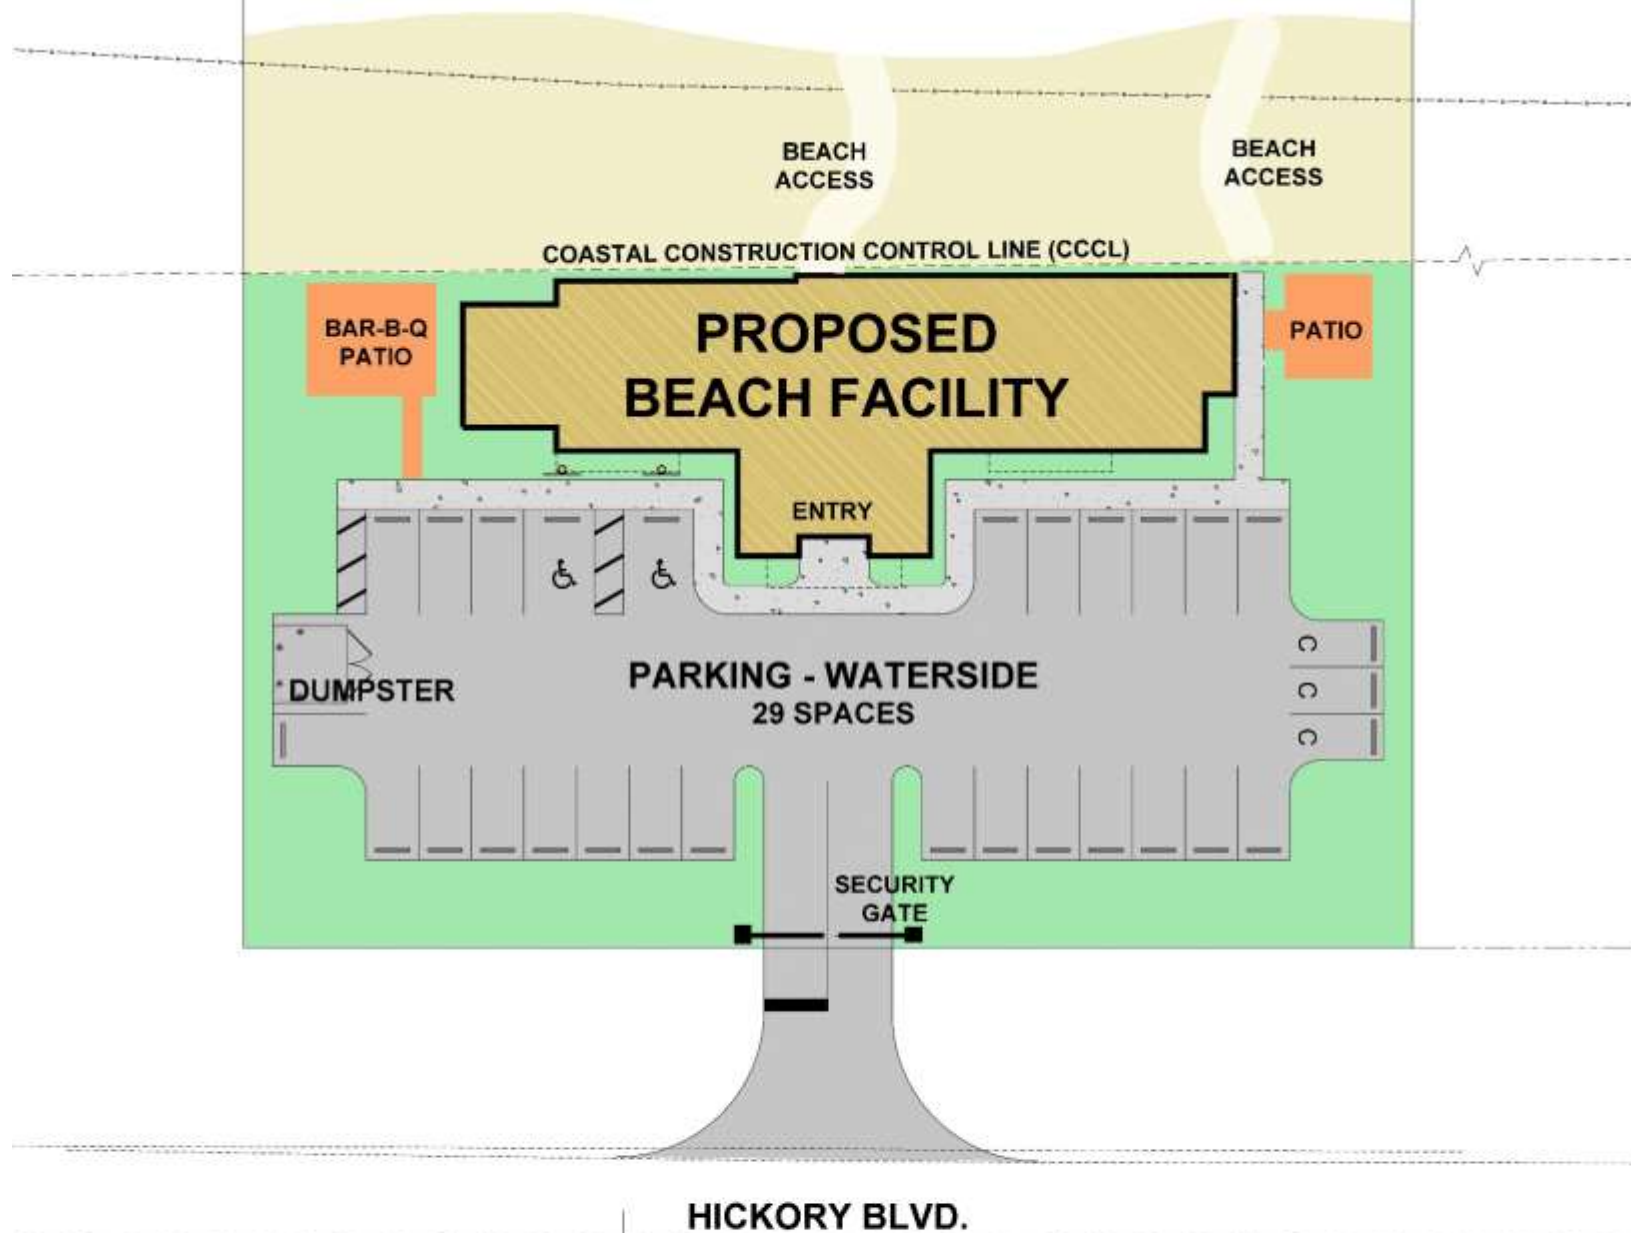 BEACH
ACCESS
BEACH
ACCESS
COASTAL CONSTRUCTION CONTROL LINE (CCCL)
BAR-B-Q
PATIO
PROPOSED
BEACH FACILITY
PATIO
ENTRY
DUMPSTER
PARKING - WATERSIDE
29 SPACES
C
C
C
SECURITY
GATE
HICKORY BLVD.